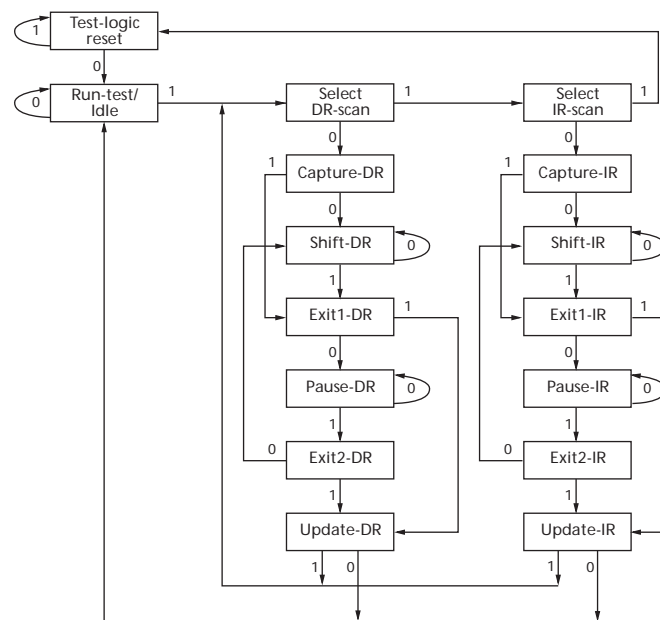 Test-logic
reset
1
0
Run-test/
Idle
0
1
Select
DR-scan
1
Select
IR-scan
1
0
0
1
Capture-DR
1
Capture-IR
0
0
Shift-DR
0
Shift-IR
0
1
1
Exit1-DR
1
Exit1-IR
1
0
0
Pause-DR
0
Pause-IR
0
1
1
0
Exit2-DR
0
Exit2-IR
1
1
Update-DR
Update-IR
1
0
1
0